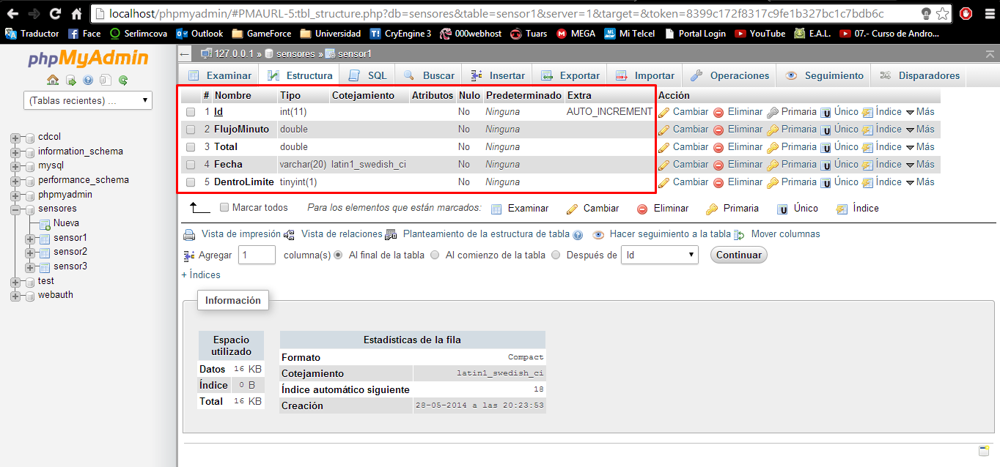 localhost/phpmyadmin/#PMAURL-5:tbl_structure.php?db=sensores&table=sensor1&server=1&target=&token=8399c172f8317c9fe1b327bc1c7bdb6c
Traductor Face Serlimcova Outlook GameForce Universidad CryEngine 3 000webhost Tuars MEGA Mi Telcel Portal Login YouTube E.A.L. 07.- Curso de Andro...
phpMyAdmin
(Tablas recientes) ...
cdcol
information_schema
mysql
performance_schema
phpmyadmin
sensores
Nueva
sensor1
sensor2
sensor3
test
webauth
127.0.0.1 » sensores » sensor1
Examinar Estructura SQL Buscar Insertar Exportar Importar Operaciones Seguimiento Disparadores
# Nombre Tipo Cotejamiento Atributos Nulo Predeterminado Extra Acción
1 Id int(11) No Ninguna AUTO_INCREMENT Cambiar Eliminar Primaria Único Índice Más
2 FlujoMinuto double No Ninguna Cambiar Eliminar Primaria Único Índice Más
3 Total double No Ninguna Cambiar Eliminar Primaria Único Índice Más
4 Fecha varchar(20) latin1_swedish_ci No Ninguna Cambiar Eliminar Primaria Único Índice Más
5 DentroLimite tinyint(1) No Ninguna Cambiar Eliminar Primaria Único Índice Más
Marcar todos Para los elementos que están marcados: Examinar Cambiar Eliminar Primaria Único Índice
Vista de impresión Vista de relaciones Planteamiento de la estructura de tabla Hacer seguimiento a la tabla Mover columnas
Agregar 1 columna(s) Al final de la tabla Al comienzo de la tabla Después de Id Continuar
+ Índices
Información
Espacio utilizado
Datos 16 KB
Índice 0 B
Total 16 KB
Estadísticas de la fila
Formato Compact
Cotejamiento latin1_swedish_ci
Índice automático siguiente 18
Creación 28-05-2014 a las 20:23:53